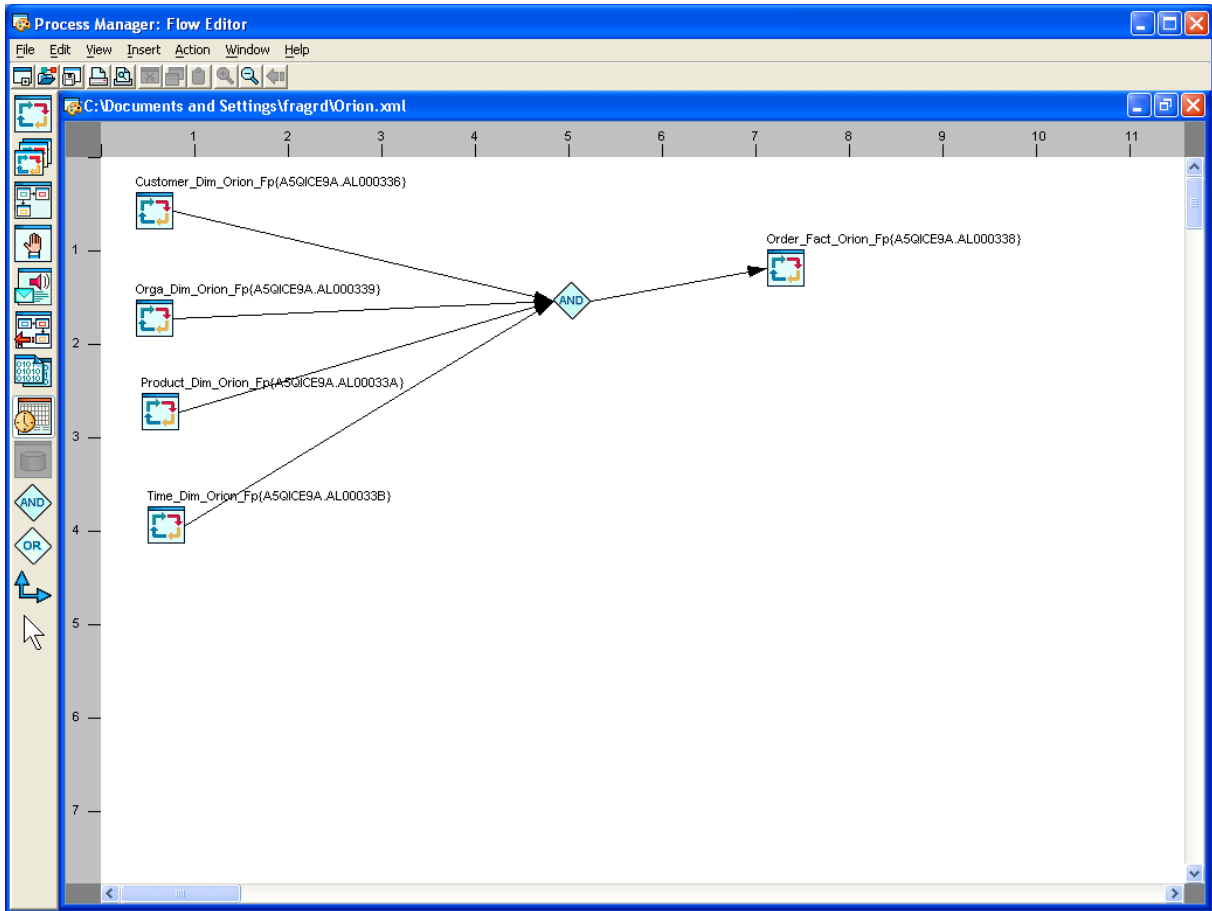 Process Manager: Flow Editor
File Edit View Insert Action Window Help
C:\Documents and Settings\fragrd\Orion.xml
1 2 3 4 5 6 7 8 9 10 11
Customer_Dim_Orion_Fp{A5QICE9A.AL000336}
Order_Fact_Orion_Fp{A5QICE9A.AL000338}
1
Orga_Dim_Orion_Fp{A5QICE9A.AL000339}
AND
2
Product_Dim_Orion_Fp{A5QICE9A.AL00033A}
3
Time_Dim_Orion_Fp{A5QICE9A.AL00033B}
AND
4
OR
5
6
7